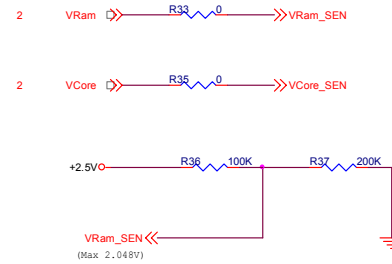 2 VRam R33 0 VRam_SEN
2 VCore R35 0 VCore_SEN
+2.5V R36 100K R37 200K
VRam_SEN
(Max 2.048V)